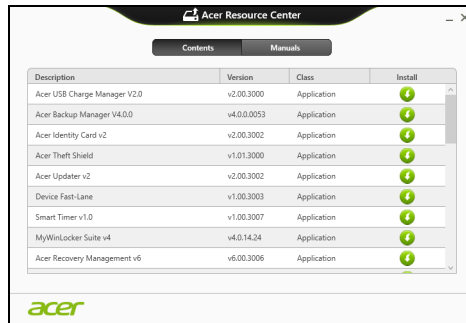 Acer Resource Center
Contents Manuals
Description Version Class Install
Acer USB Charge Manager V2.0 v2.00.3000 Application
Acer Backup Manager V4.0.0 v4.0.0.0053 Application
Acer Identity Card v2 v2.00.3002 Application
Acer Theft Shield v1.01.3000 Application
Acer Updater v2 v2.00.3002 Application
Device Fast-Lane v1.00.3003 Application
Smart Timer v1.0 v1.00.3007 Application
MyWinLocker Suite v4 v4.0.14.24 Application
Acer Recovery Management v6 v6.00.3006 Application
acer